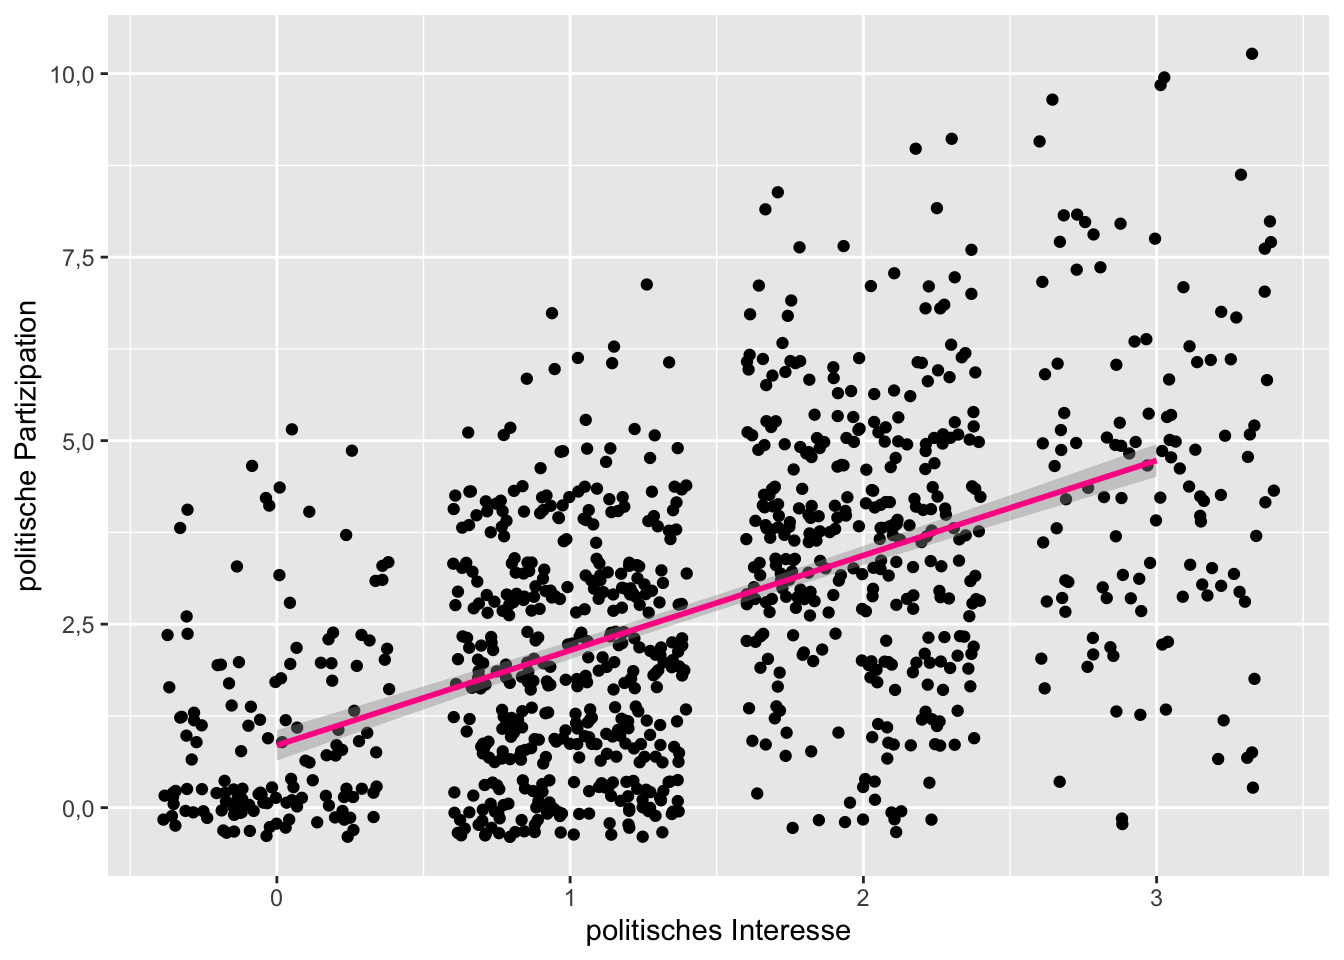 politische Partizipation
10,0
7,5
5,0
2,5
0,0
0 1 2 3
politisches Interesse